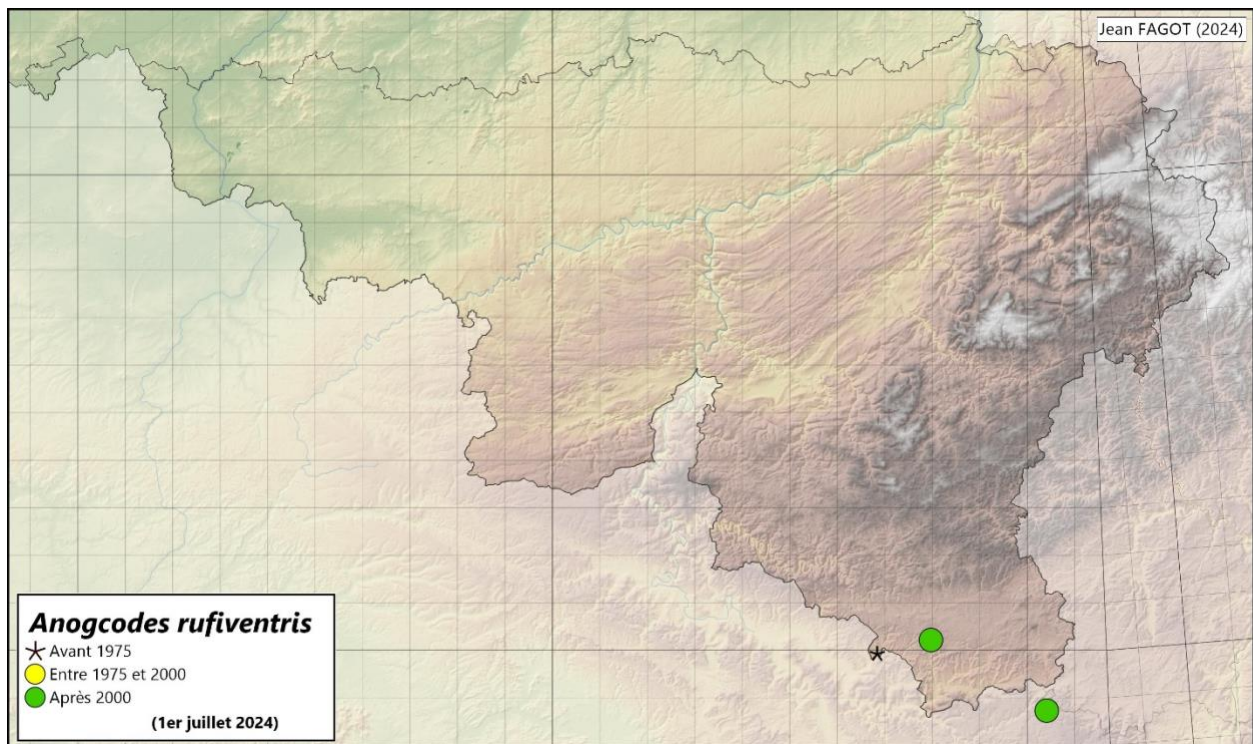 Jean FAGOT (2024)
Anogcodes rufiventris
Avant 1975
Entre 1975 et 2000
Après 2000
(1er juillet 2024)